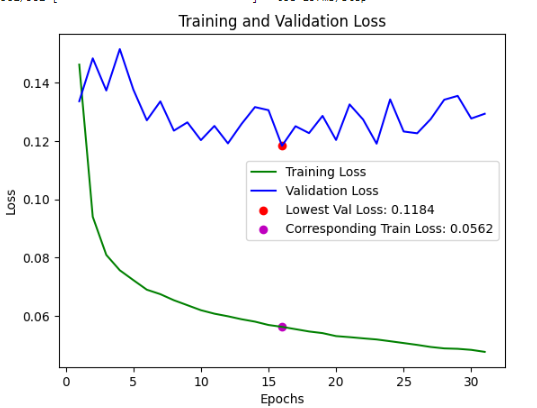 Training and Validation Loss
0.14
0.12
0.10
0.08
0.06
Loss
Training Loss
Validation Loss
Lowest Val Loss: 0.1184
Corresponding Train Loss: 0.0562
0 5 10 15 20 25 30
Epochs